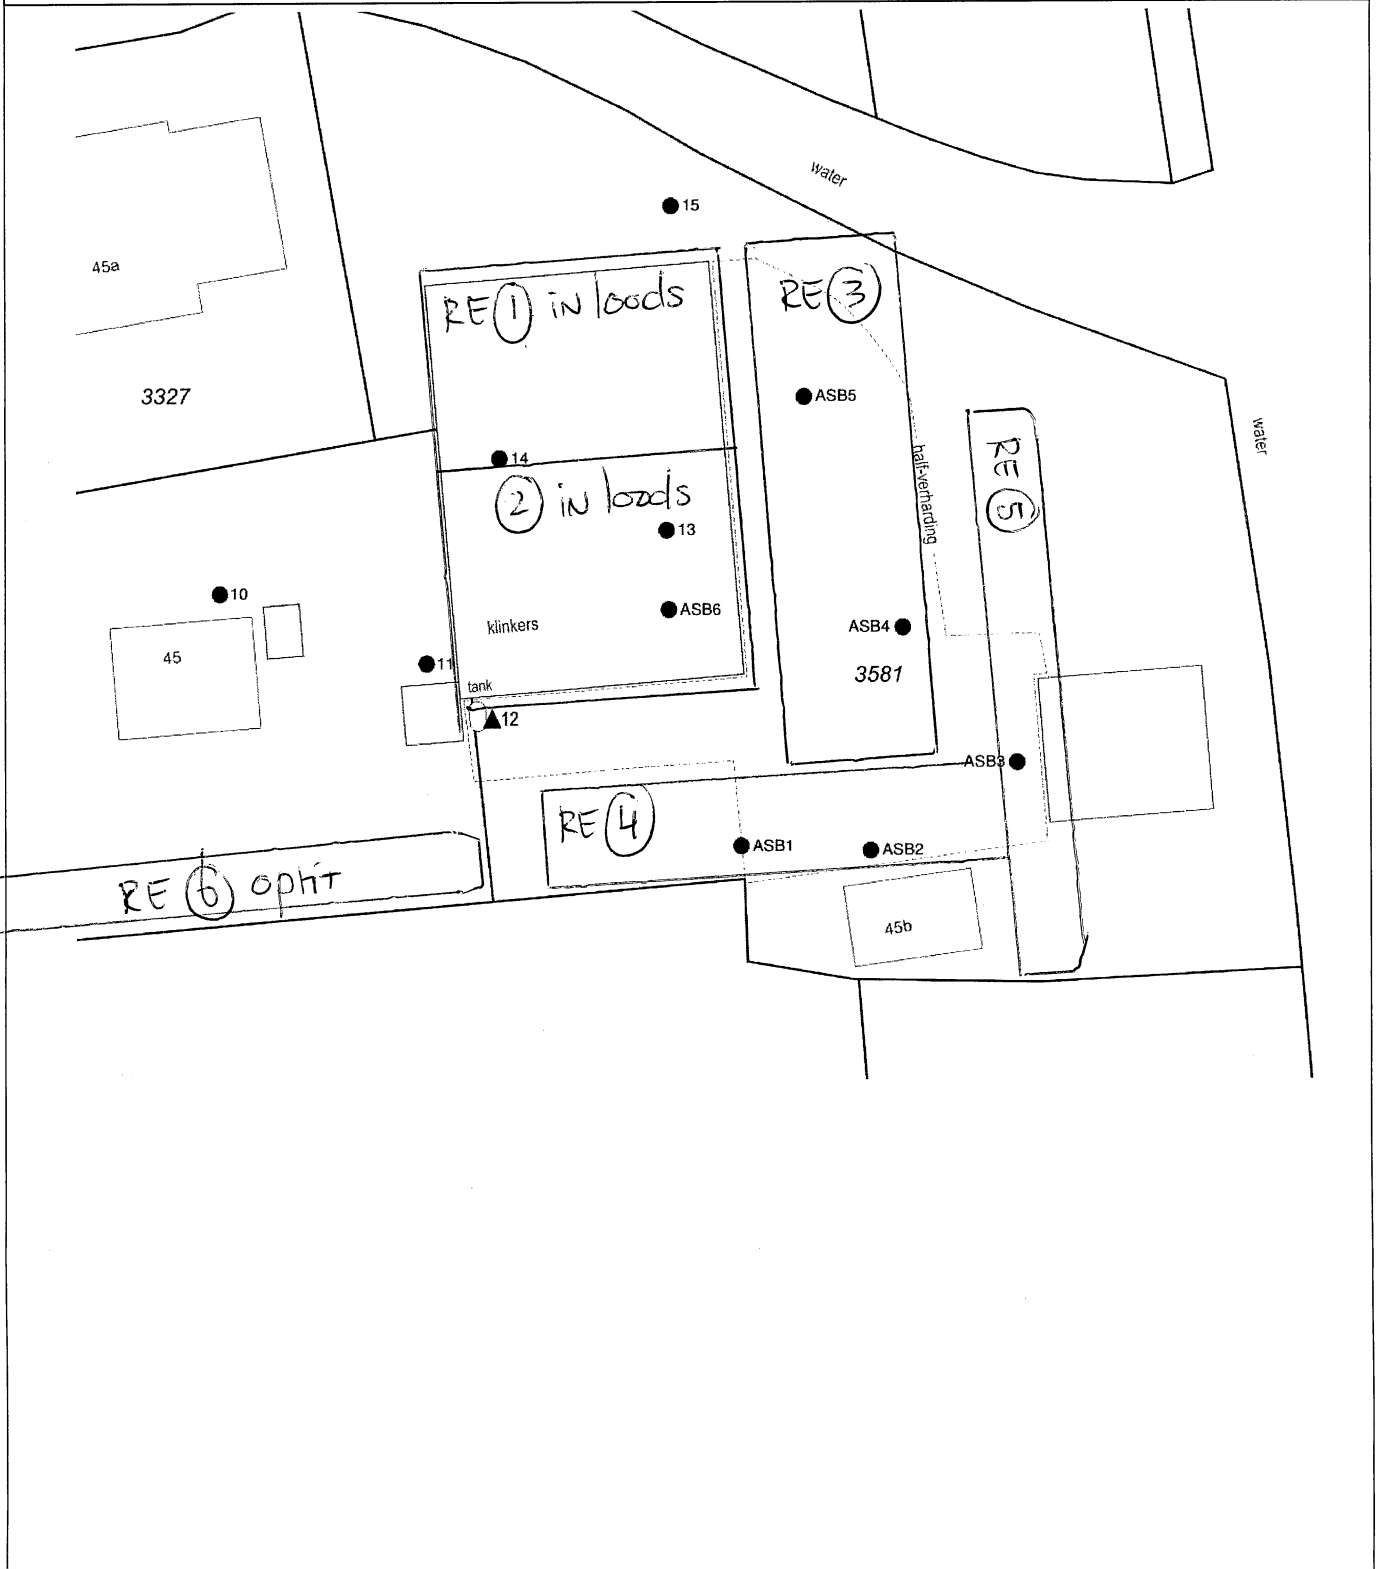 water
15
45a
RE 1 in loods
RE 3
3327
ASB5
water
14
RE 5
2 in loods
half-verharding
13
10
ASB6
klinkers
ASB4
45
11
3581
tank
12
ASB3
RE 4
ASB1
ASB2
RE 6 oprit
45b